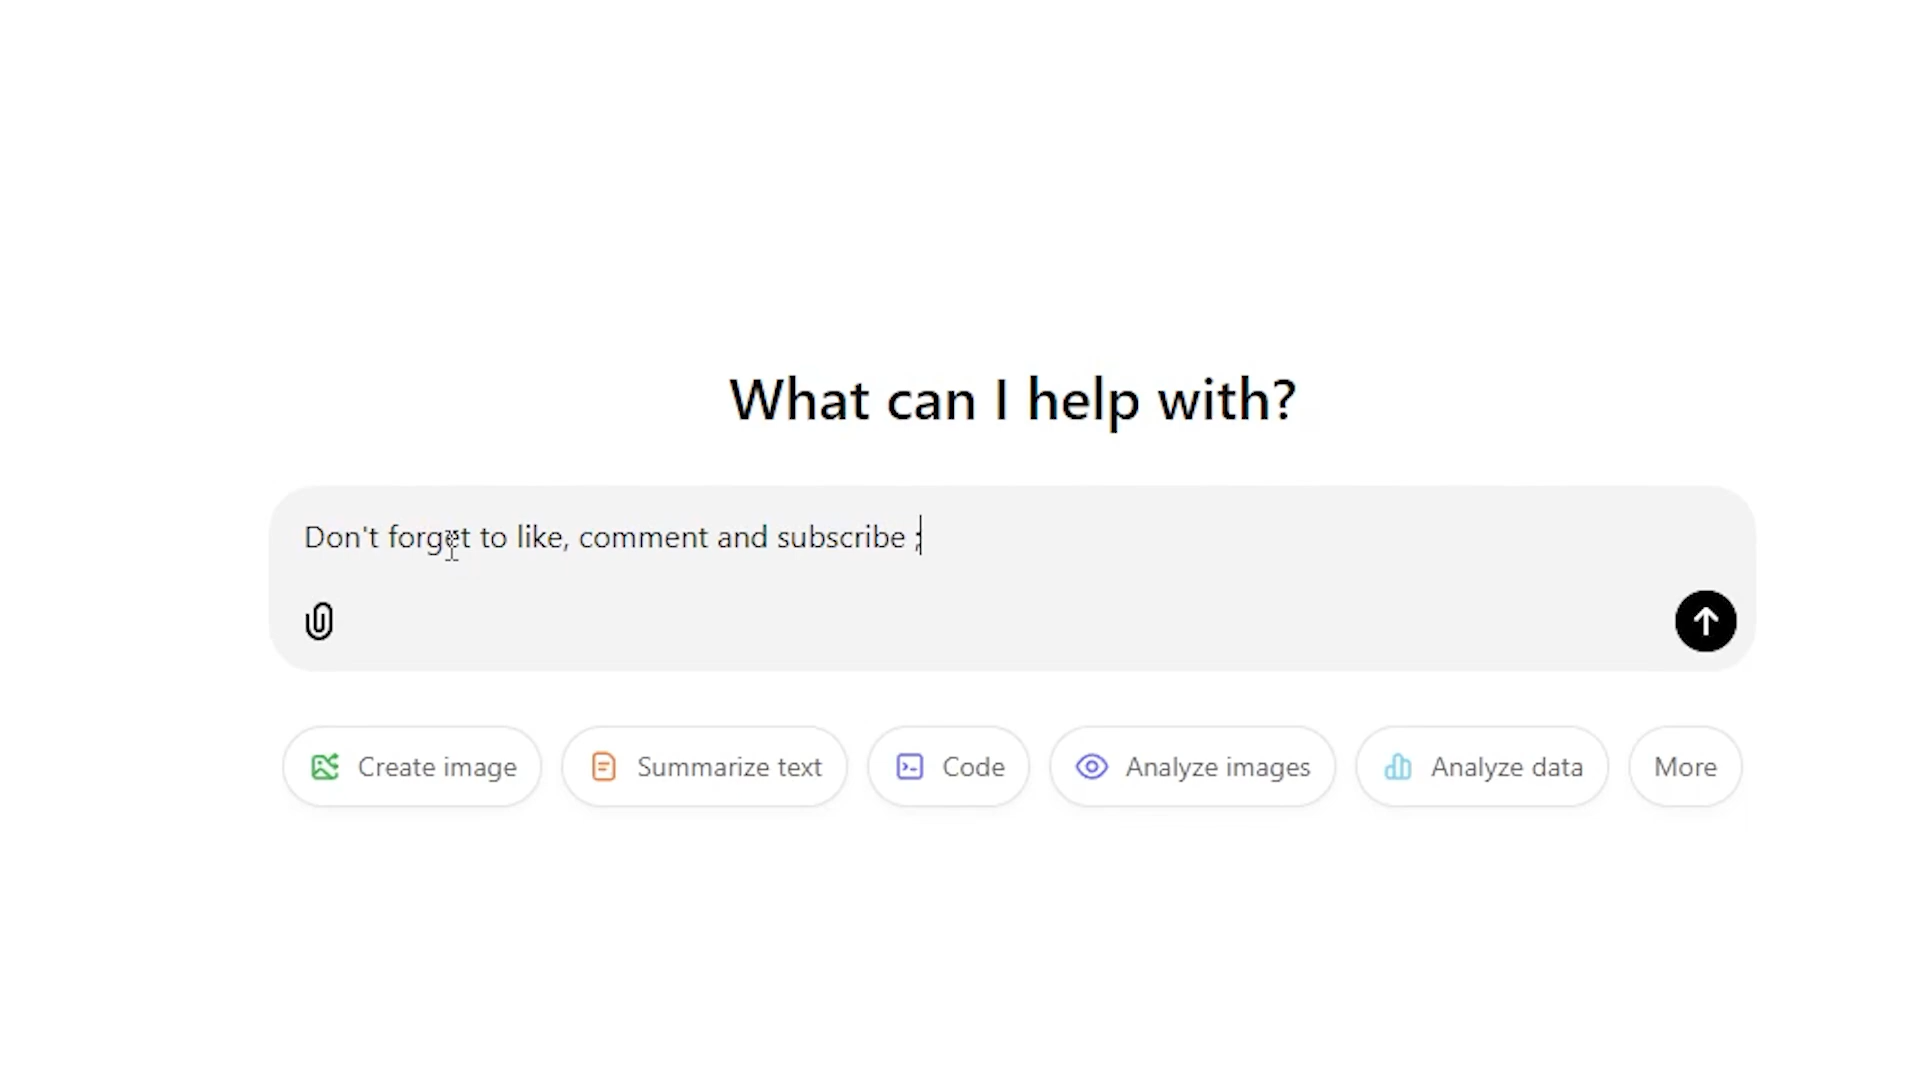 What can I help with?
Don't forget to like, comment and subscribe ;
Create image
Summarize text
Code
Analyze images
Analyze data
More